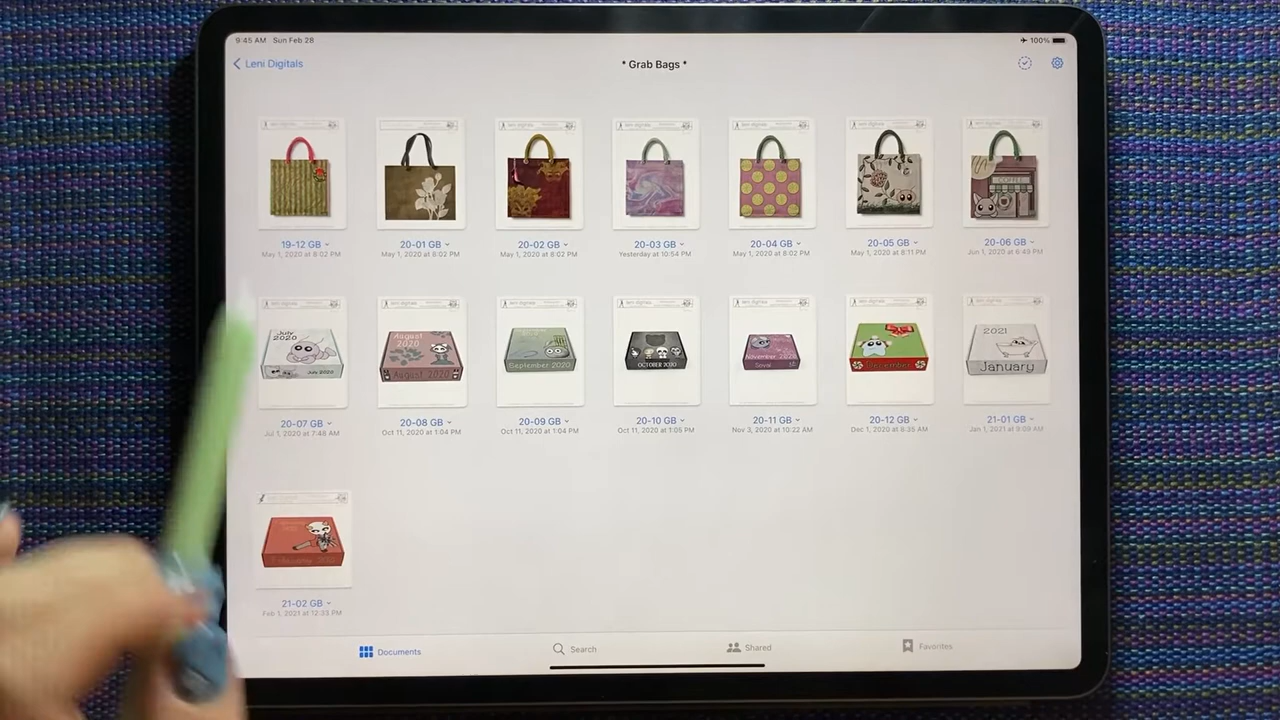 9:45 AM Sun Feb 28
100%
Leni Digitals
* Grab Bags *
19-12 GB
May 1, 2020 at 8:02 PM
20-01 GB
May 1, 2020 at 8:02 PM
20-02 GB
May 1, 2020 at 8:02 PM
20-03 GB
Yesterday at 10:54 PM
20-04 GB
May 1, 2020 at 8:02 PM
20-05 GB
May 1, 2020 at 8:11 PM
20-06 GB
Jun 1, 2020 at 6:43 PM
COFFEE
July 2020
July 2020
August 2020
August 2020
September 2020
OCTOBER 2020
November 2020
December
2021
January
20-07 GB
Jul 1, 2020 at 7:48 AM
20-08 GB
Oct 11, 2020 at 1:04 PM
20-09 GB
Oct 11, 2020 at 1:04 PM
20-10 GB
Oct 11, 2020 at 1:05 PM
20-11 GB
Nov 3, 2020 at 10:22 AM
20-12 GB
Dec 1, 2020 at 8:35 AM
21-01 GB
Jan 1, 2021 at 9:09 AM
21-02 GB
Feb 1, 2021 at 12:33 PM
Documents
Search
Shared
Favorites